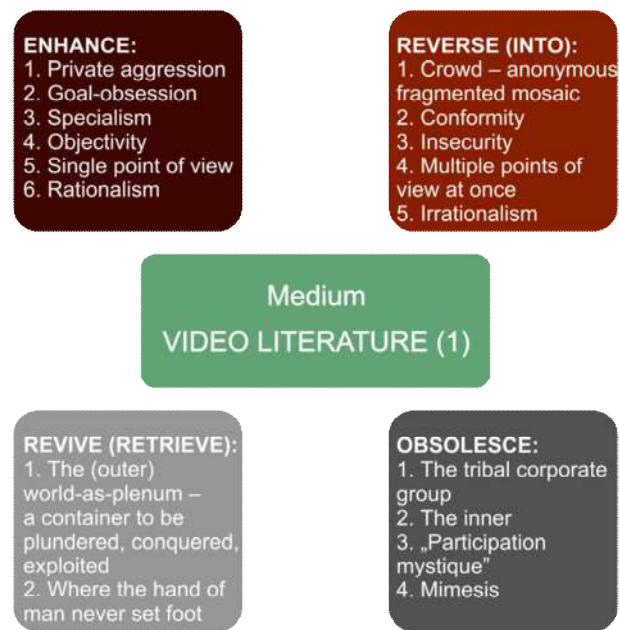 ENHANCE:
1. Private aggression
2. Goal-obsession
3. Specialism
4. Objectivity
5. Single point of view
6. Rationalism
REVERSE (INTO):
1. Crowd – anonymous
fragmented mosaic
2. Conformity
3. Insecurity
4. Multiple points of
view at once
5. Irrationalism
Medium
VIDEO LITERATURE (1)
REVIVE (RETRIEVE):
1. The (outer)
world-as-plenum –
a container to be
plundered, conquered,
exploited
2. Where the hand of
man never set foot
OBSOLESCE:
1. The tribal corporate
group
2. The inner
3. „Participation
mystique”
4. Mimesis